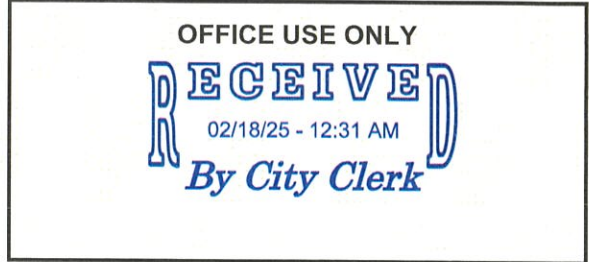 OFFICE USE ONLY
RECEIVED
02/18/25 - 12:31 AM
By City Clerk